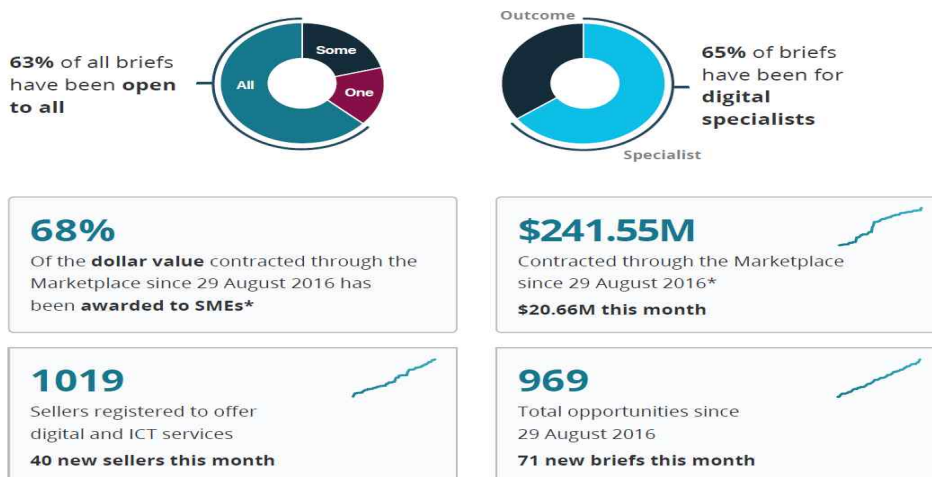 63% of all briefs
have been open
to all
All
Some
One
Outcome
Specialist
65% of briefs
have been for
digital
specialists
68%
Of the dollar value contracted through the
Marketplace since 29 August 2016 has
been awarded to SMEs*
$241.55M
Contracted through the Marketplace
since 29 August 2016*
$20.66M this month
1019
Sellers registered to offer
digital and ICT services
40 new sellers this month
969
Total opportunities since
29 August 2016
71 new briefs this month